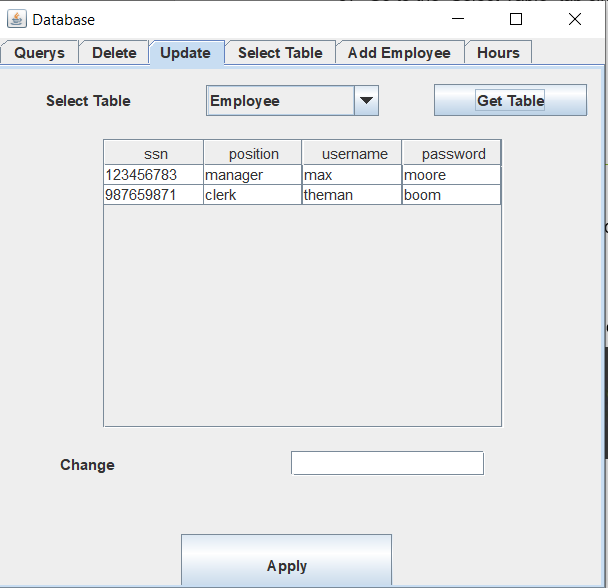 Database
Querys Delete Update Select Table Add Employee Hours
Select Table Employee Get Table
ssn position username password
123456783 manager max moore
987659871 clerk theman boom
Change
Apply